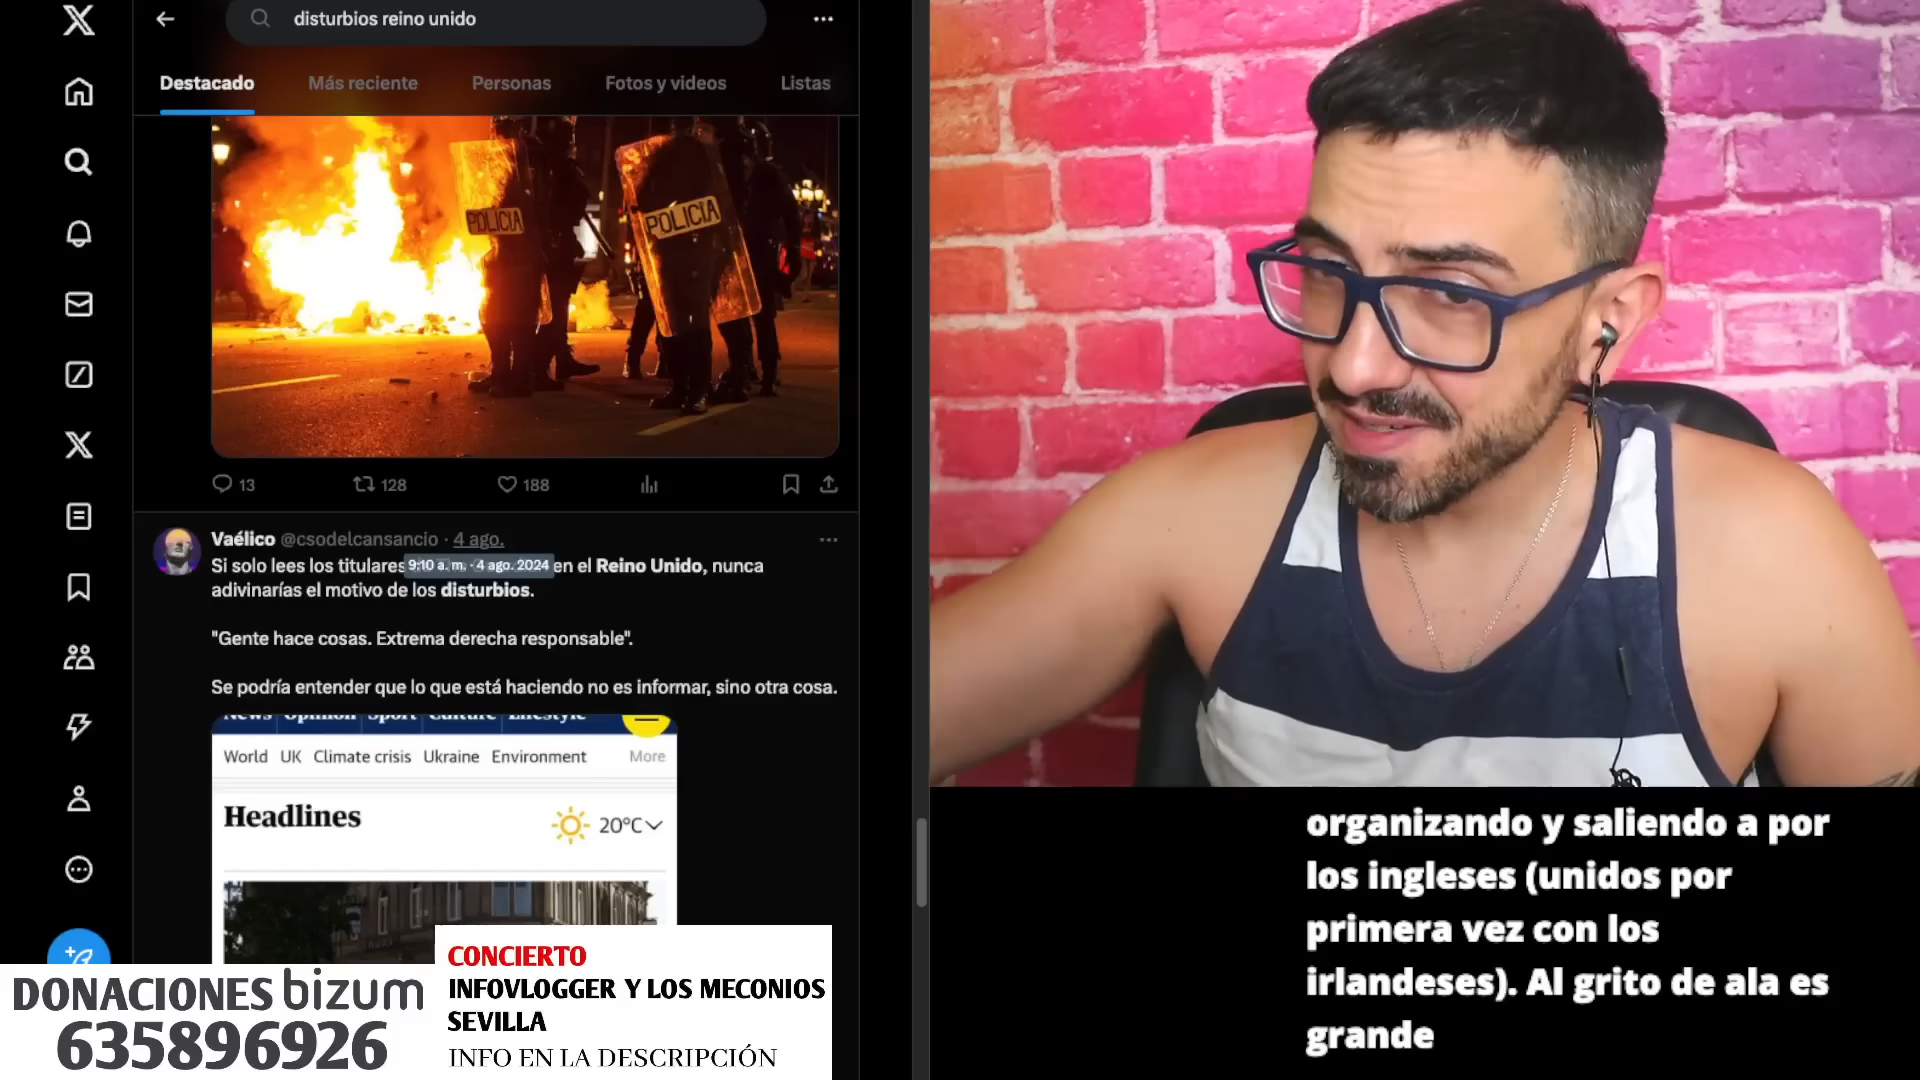 disturbios reino unido
Destacado Más reciente Personas Fotos y videos Listas
POLICIA POLICIA
13 128 188
Vaélico @csodelcansancio · 4 ago.
Si solo lees los titulares 9:10 a. m. · 4 ago. 2024 en el Reino Unido, nunca
adivinarías el motivo de los disturbios.
"Gente hace cosas. Extrema derecha responsable".
Se podría entender que lo que está haciendo no es informar, sino otra cosa.
News Opinion Sport Culture Lifestyle
World UK Climate crisis Ukraine Environment More
Headlines 20°C
DONACIONES bizum
635896926
CONCIERTO
INFOVLOGGER Y LOS MECONIOS
SEVILLA
INFO EN LA DESCRIPCIÓN
organizando y saliendo a por
los ingleses (unidos por
primera vez con los
irlandeses). Al grito de ala es
grande